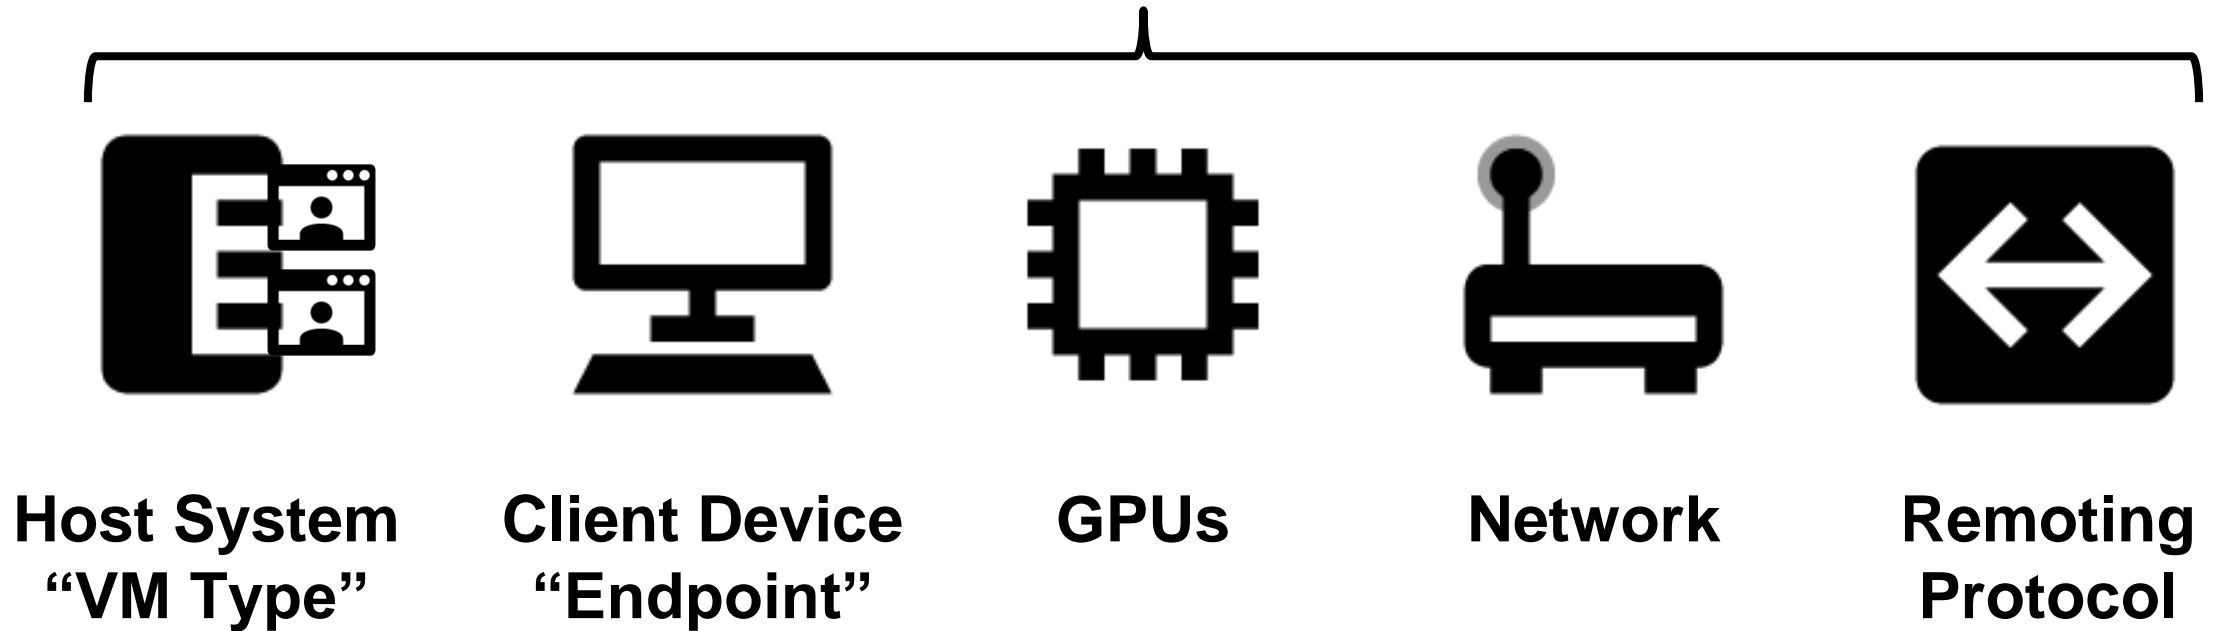 Host System
“VM Type”
Client Device
“Endpoint”
GPUs
Network
Remoting
Protocol